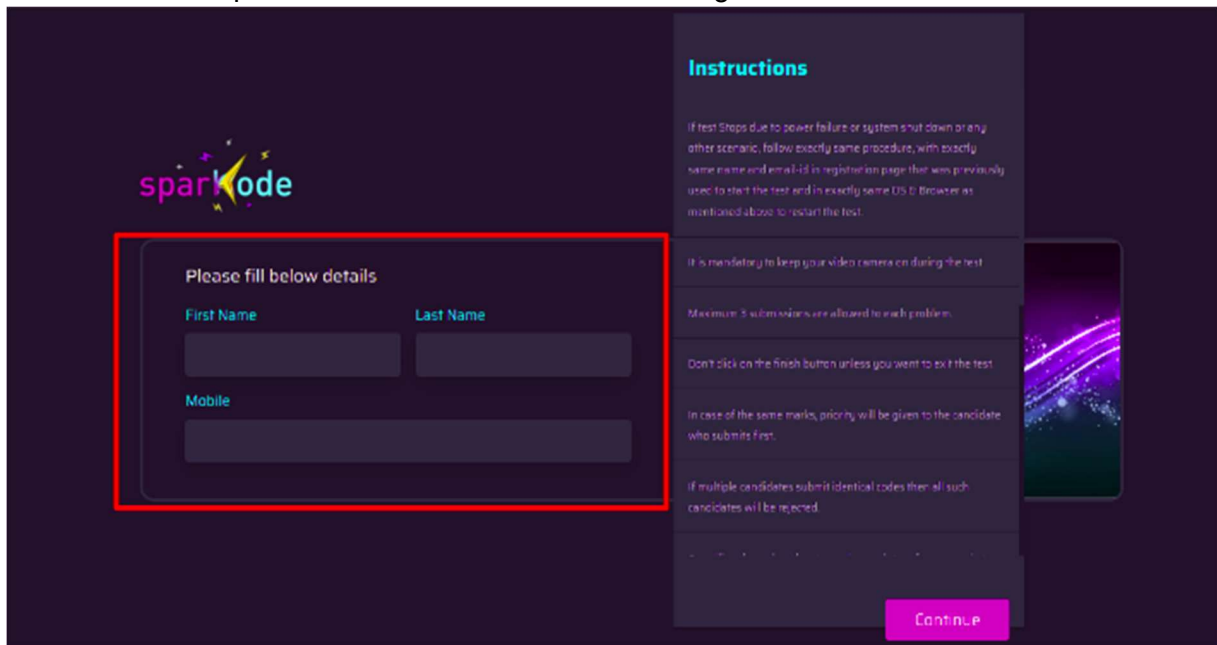 sparkode
Please fill below details
First Name
Last Name
Mobile
Instructions
If test Stops due to power failure or system shut down or any
other scenario, follow exactly same procedure, with exactly
same name and email-id in registration page that was previously
used to start the test and in exactly same OS & Browser as
mentioned above to restart the test.
It is mandatory to keep your video camera on during the test
Maximum 3 submissions are allowed to each problem.
Don't click on the finish button unless you want to exit the test
In case of the same marks, priority will be given to the candidate
who submits first.
If multiple candidates submit identical codes then all such
candidates will be rejected.
Continue